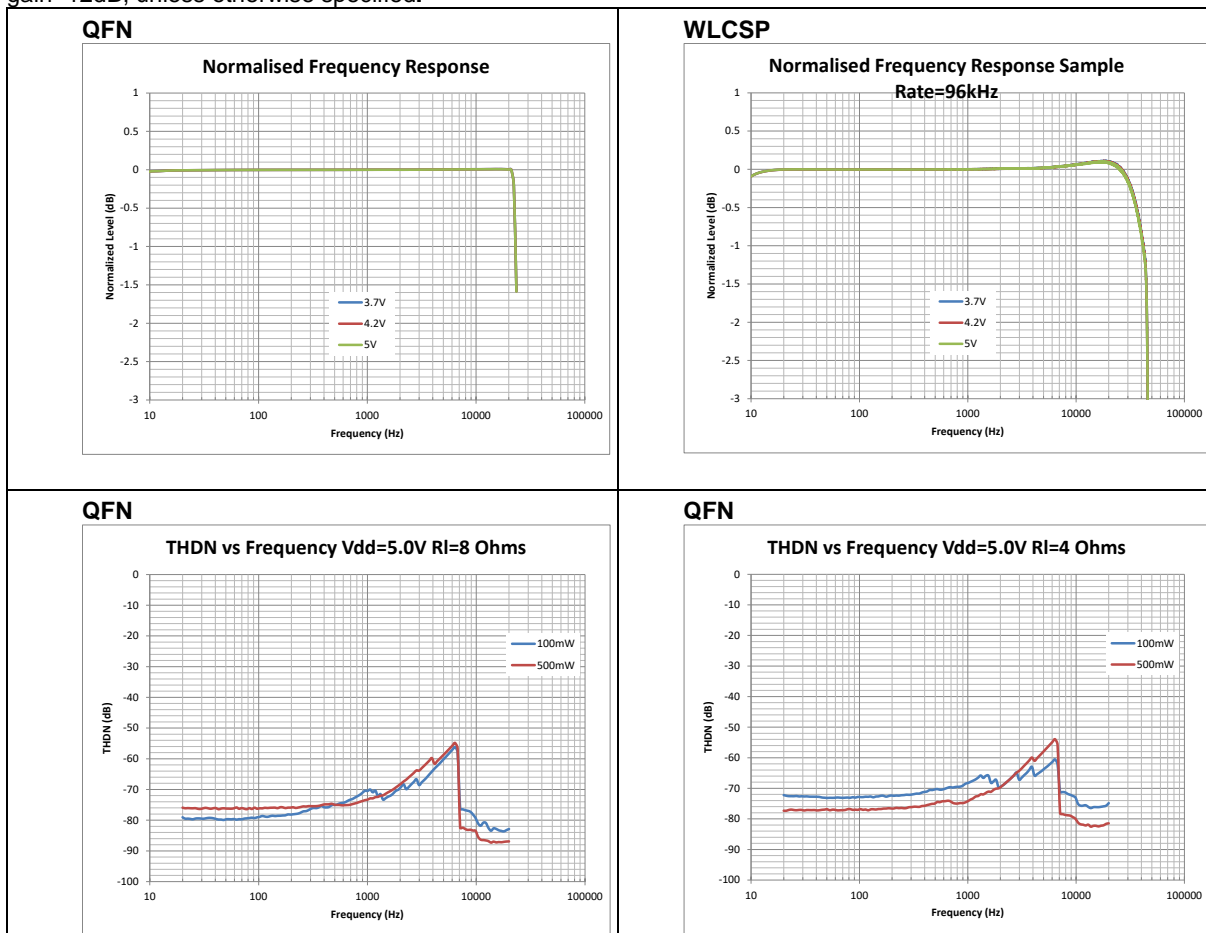 gain=12dB, unless otherwise specified.
QFN
Normalised Frequency Response
1
0.5
0
-0.5
-1
-1.5
-2
-2.5
-3
Normalized Level (dB)
3.7V
4.2V
5V
10
100
1000
10000
100000
Frequency (Hz)
WLCSP
Normalised Frequency Response Sample
Rate=96kHz
1
0.5
0
-0.5
-1
-1.5
-2
-2.5
-3
Normalized Level (dB)
3.7V
4.2V
5V
10
100
1000
10000
100000
Frequency (Hz)
QFN
THDN vs Frequency Vdd=5.0V Rl=8 Ohms
0
-10
-20
-30
-40
-50
-60
-70
-80
-90
-100
THDN (dB)
100mW
500mW
10
100
1000
10000
100000
Frequency (Hz)
QFN
THDN vs Frequency Vdd=5.0V Rl=4 Ohms
0
-10
-20
-30
-40
-50
-60
-70
-80
-90
-100
THDN (dB)
100mW
500mW
10
100
1000
10000
100000
Frequency (Hz)